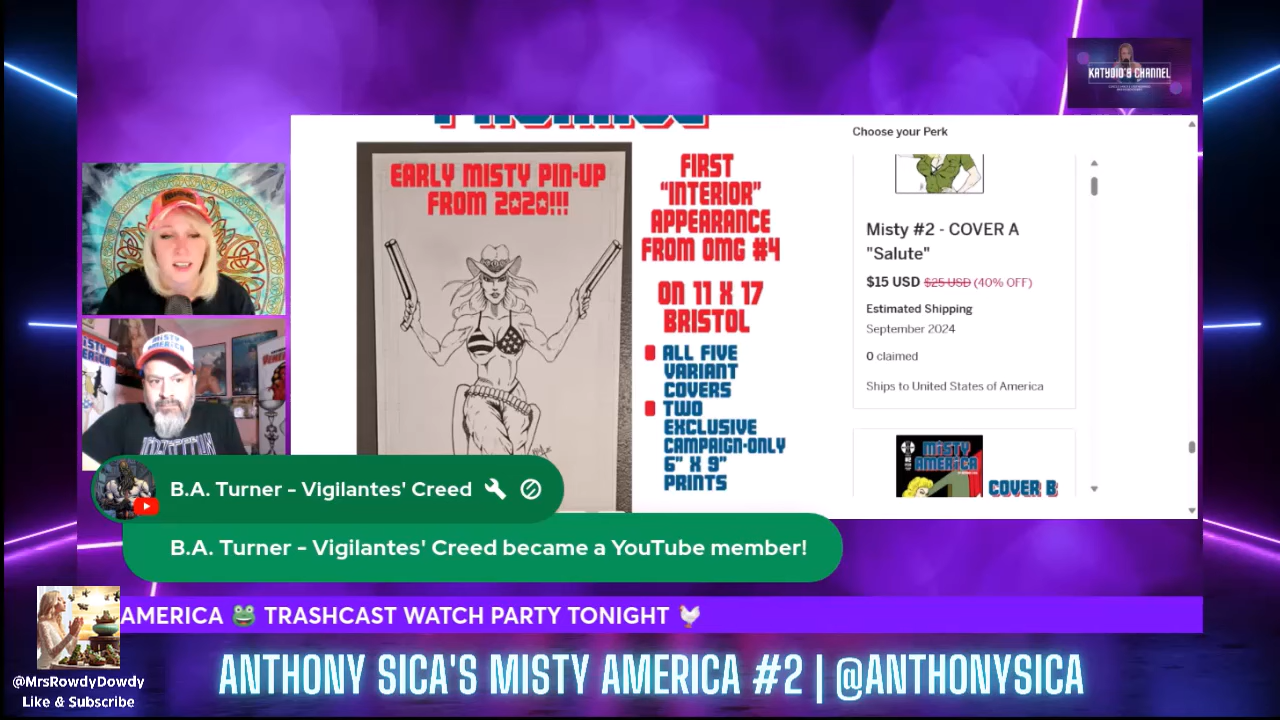 KATYDID'S CHANNEL
EARLY MISTY PIN-UP
FROM 2020!!!
FIRST
"INTERIOR"
APPEARANCE
FROM OMG #4
ON 11 X 17
BRISTOL
ALL FIVE
VARIANT
COVERS
TWO
EXCLUSIVE
CAMPAIGN-ONLY
6" X 9"
PRINTS
Choose your Perk
Misty #2 - COVER A
"Salute"
$15 USD $25 USD (40% OFF)
Estimated Shipping
September 2024
0 claimed
Ships to United States of America
MISTY
AMERICA
COVER B
MISTY
AMERICA
B.A. Turner - Vigilantes' Creed
B.A. Turner - Vigilantes' Creed became a YouTube member!
AMERICA 🐸 TRASHCAST WATCH PARTY TONIGHT 🐓
@MrsRowdyDowdy
Like & Subscribe
ANTHONY SICA'S MISTY AMERICA #2 | @ANTHONYSICA